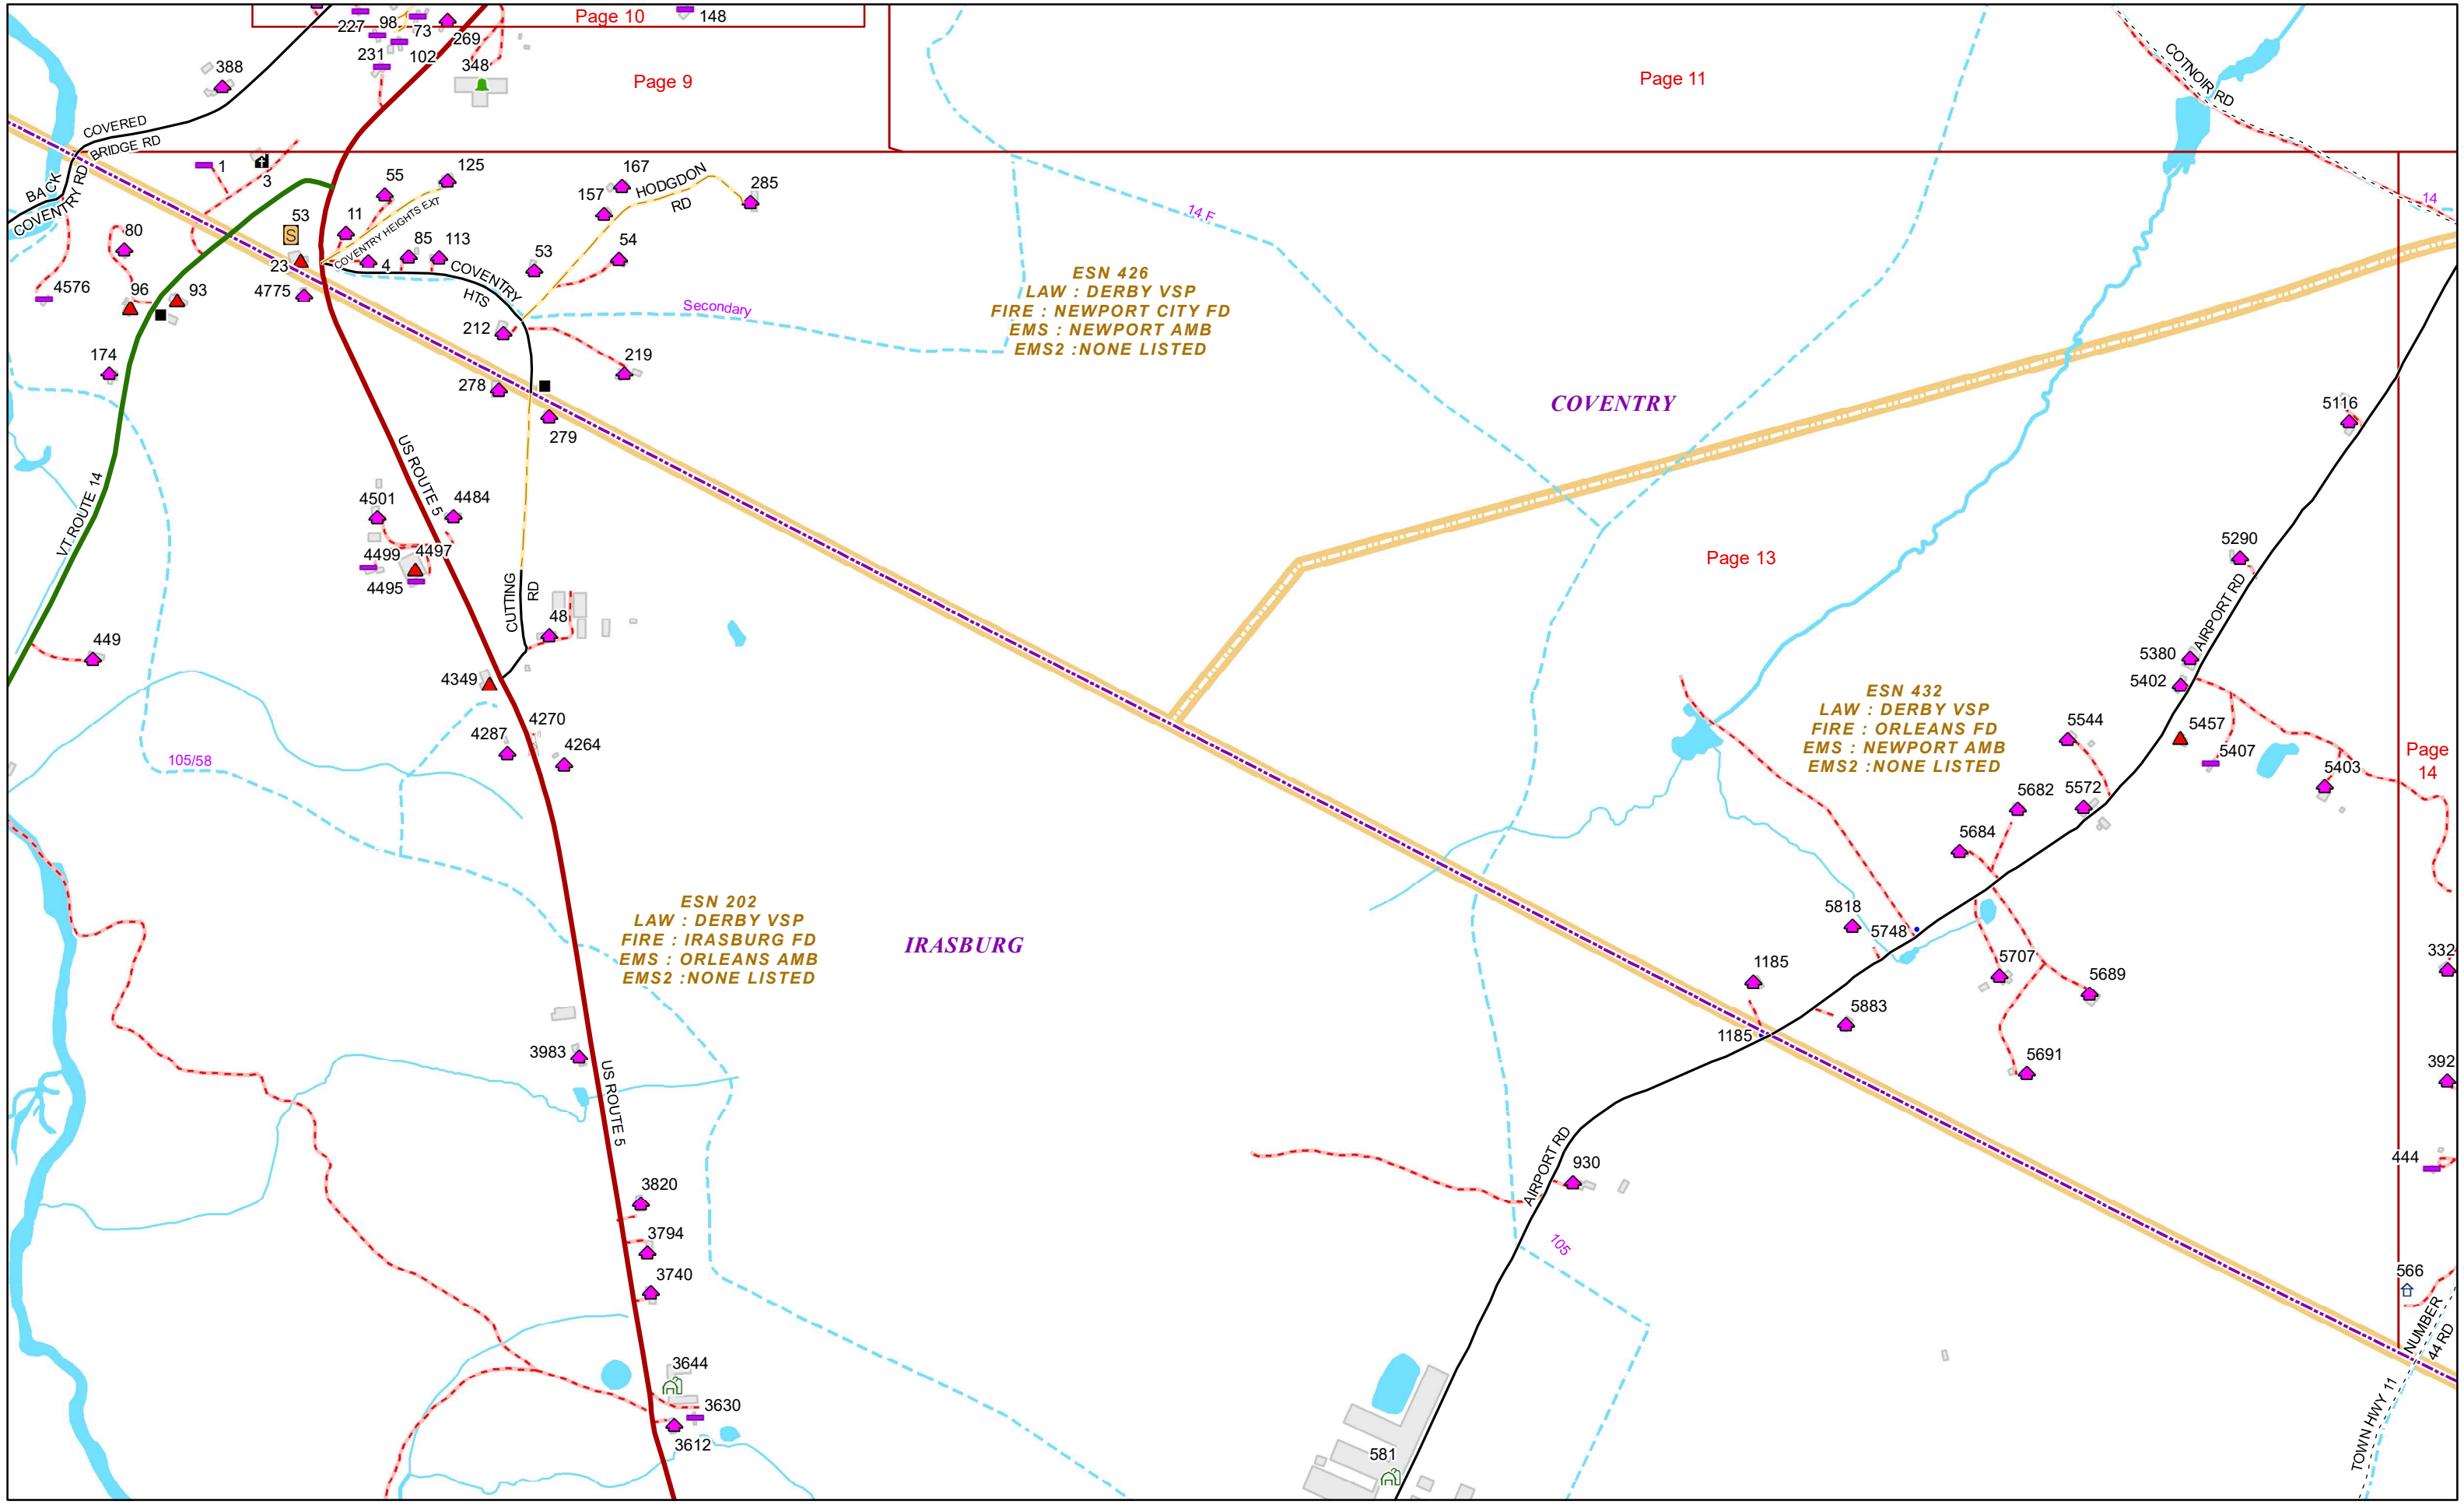 Page 10
148
227
98
73
269
231
102
348
388
Page 9
Page 11
COTNOIR RD
COVERED
BRIDGE RD
BACK
COVENTRY RD
1
3
55
125
167
HODGDON
RD
285
157
14 F
14
80
53
S
11
COVENTRY HEIGHTS EXT
85
113
53
54
23
4
COVENTRY
HTS
4576
96
93
4775
Secondary
ESN 426
LAW : DERBY VSP
FIRE : NEWPORT CITY FD
EMS : NEWPORT AMB
EMS2 :NONE LISTED
212
174
219
278
279
COVENTRY
5116
US ROUTE 5
VT ROUTE 14
4501
4484
4499
4497
4495
Page 13
5290
CUTTING
RD
48
AIRPORT RD
449
4349
5380
5402
ESN 432
LAW : DERBY VSP
FIRE : ORLEANS FD
EMS : NEWPORT AMB
EMS2 :NONE LISTED
4270
4287
4264
105/58
5544
5457
5407
Page
14
5403
5682
5572
5684
ESN 202
LAW : DERBY VSP
FIRE : IRASBURG FD
EMS : ORLEANS AMB
EMS2 :NONE LISTED
IRASBURG
5818
5748
1185
5707
5689
332
5883
1185
3983
5691
392
US ROUTE 5
AIRPORT RD
930
444
3820
3794
105
3740
566
NUMBER
44 RD
3644
3630
3612
581
TOWN HWY 11